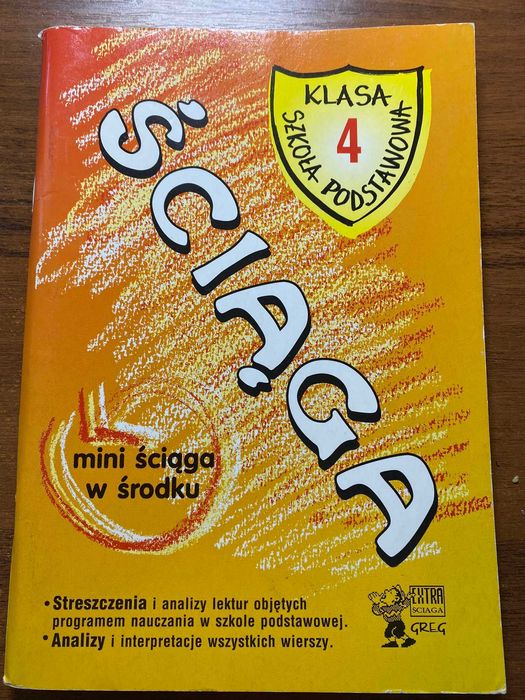 KLASA
4
SZKOŁA PODSTAWOWA
ŚCIĄGA
mini ściąga
w środku
•Streszczenia i analizy lektur objętych
programem nauczania w szkole podstawowej.
•Analizy i interpretacje wszystkich wierszy.
EXTRA
ŚCIĄGA
GREG